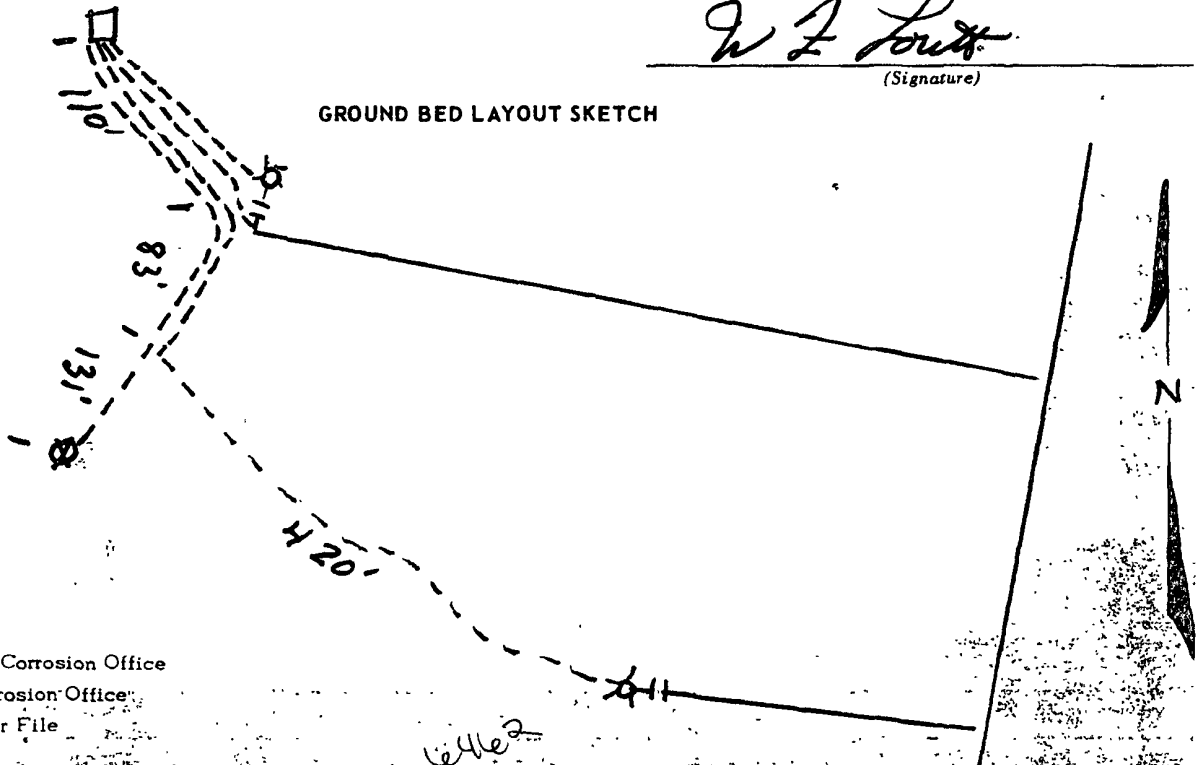 W F
(Signature)
GROUND BED LAYOUT SKETCH
110'
83'
131'
420'
N
Corrosion Office
rosion Office
r File